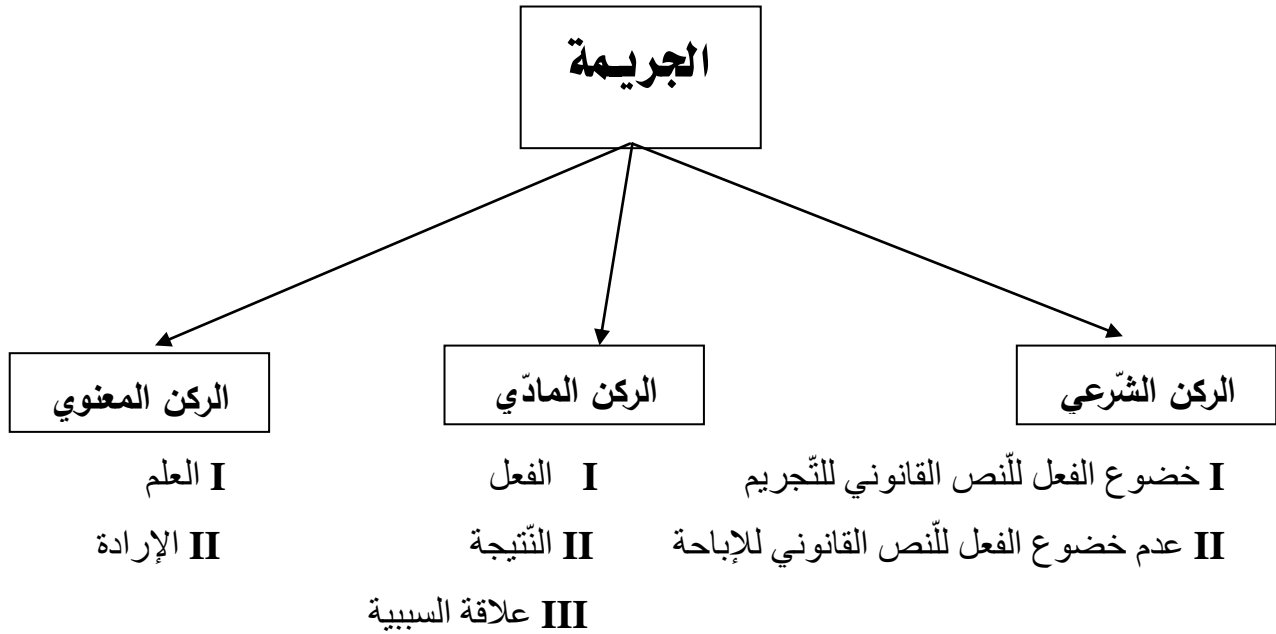 الجريـمة
الركن الشّرعي
I خضوع الفعل للّنص القانوني للتّجريم
II عدم خضوع الفعل للّنص القانوني للإباحة
الركن المادّي
I الفعل
II النّتيجة
III علاقة السببية
الركن المعنوي
I العلم
II الإرادة